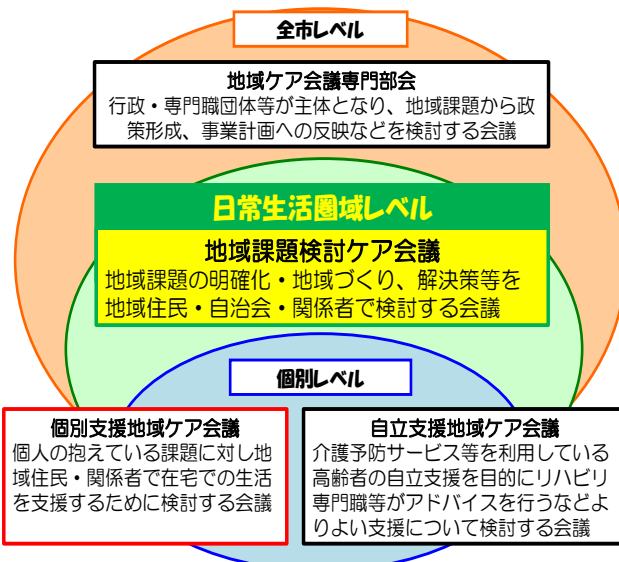 全市レベル
地域ケア会議専門部会
行政・専門職団体等が主体となり、地域課題から政
策形成、事業計画への反映などを検討する会議
日常生活圏域レベル
地域課題検討ケア会議
地域課題の明確化・地域づくり、解決策等を
地域住民・自治会・関係者で検討する会議
個別レベル
個別支援地域ケア会議
個人の抱えている課題に対し地
域住民・関係者で在宅での生活
を支援するために検討する会議
自立支援地域ケア会議
介護予防サービス等を利用している
高齢者の自立支援を目的にリハビリ
専門職等がアドバイスを行うなどよ
りよい支援について検討する会議